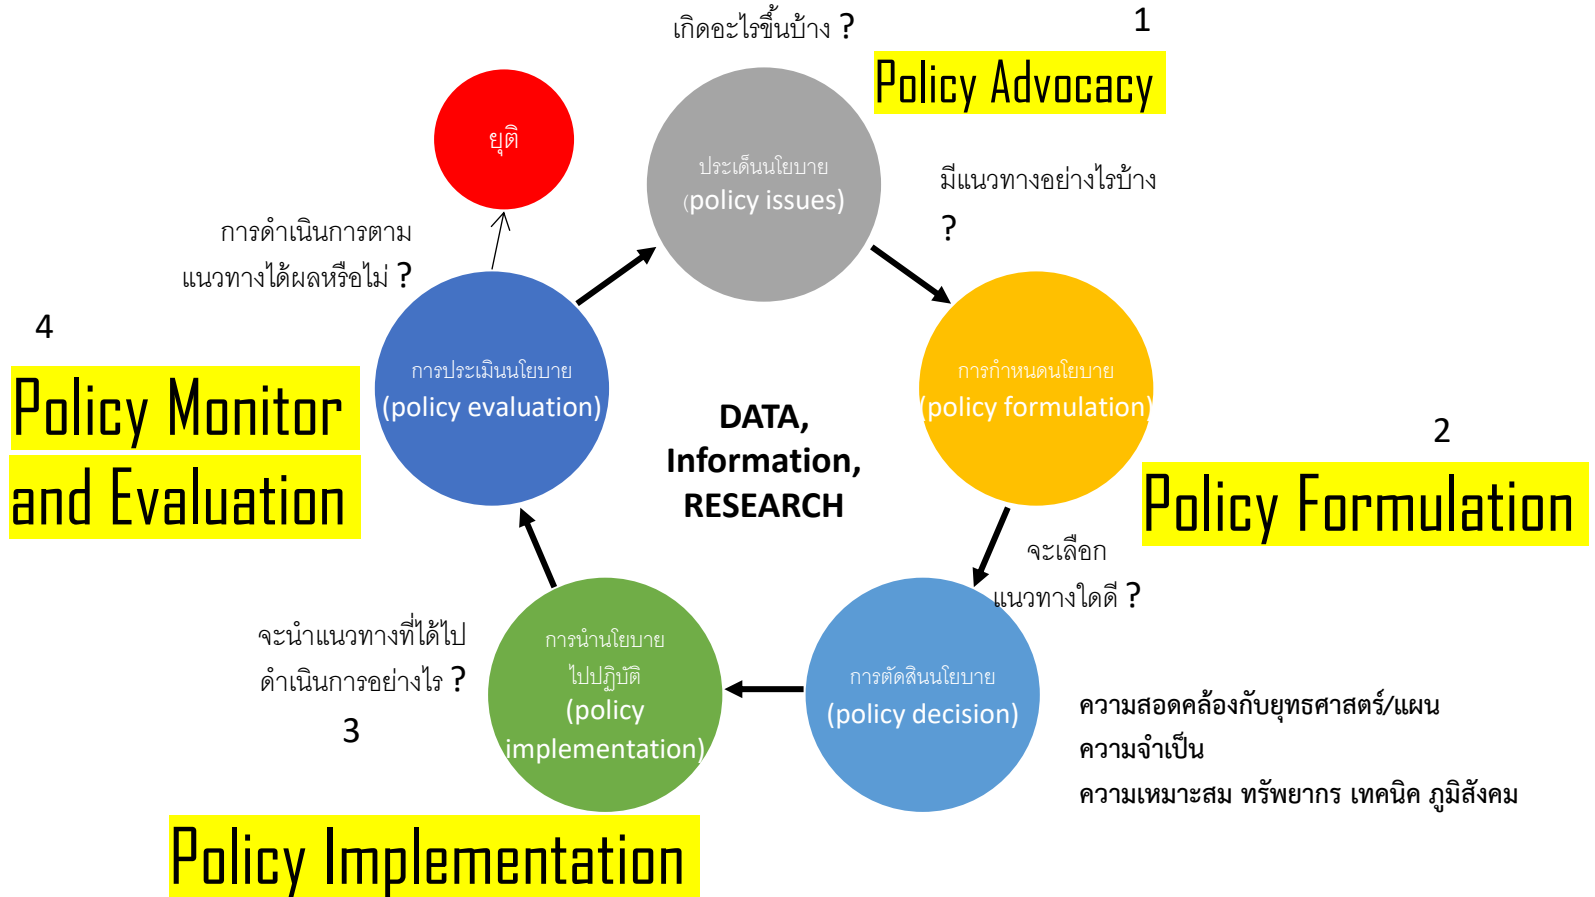 เกิดอะไรขึ้นบ้าง ?
1
Policy Advocacy
ยุติ
ประเด็นนโยบาย
(policy issues)
มีแนวทางอย่างไรบ้าง
?
การดำเนินการตาม
แนวทางได้ผลหรือไม่ ?
4
Policy Monitor
and Evaluation
การประเมินนโยบาย
(policy evaluation)
DATA,
Information,
RESEARCH
การกำหนดนโยบาย
(policy formulation)
2
Policy Formulation
จะเลือก
แนวทางใดดี ?
จะนำแนวทางที่ได้ไป
ดำเนินการอย่างไร ?
3
การนำนโยบาย
ไปปฏิบัติ
(policy
implementation)
การตัดสินนโยบาย
(policy decision)
ความสอดคล้องกับยุทธศาสตร์/แผน
ความจำเป็น
ความเหมาะสม ทรัพยากร เทคนิค ภูมิสังคม
Policy Implementation